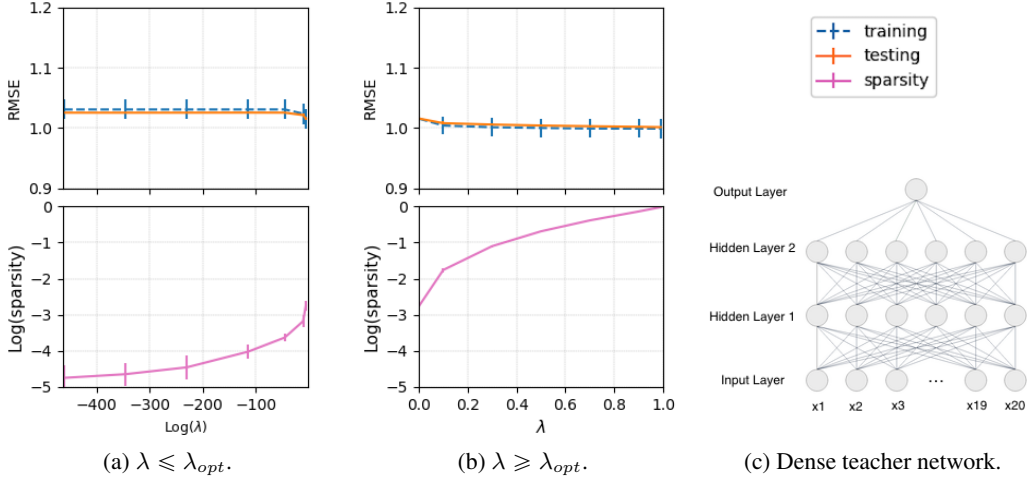 1.2
1.1
1.0
0.9
RMSE
0
−1
−2
−3
−4
−5
Log(sparsity)
−400 −300 −200 −100
Log(λ)
(a) λ ⩽ λopt.
1.2
1.1
1.0
0.9
RMSE
0
−1
−2
−3
−4
−5
Log(sparsity)
0.0 0.2 0.4 0.6 0.8 1.0
λ
(b) λ ⩾ λopt.
training
testing
sparsity
Output Layer
Hidden Layer 2
Hidden Layer 1
Input Layer
...
x1 x2 x3 x19 x20
(c) Dense teacher network.